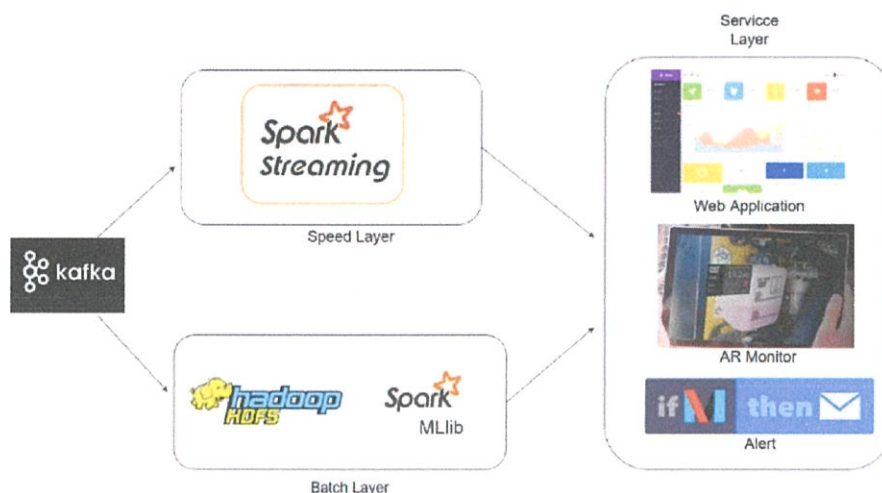 Servicce
Layer
Spark
Streaming
Speed Layer
kafka
hadoop
HDFS
Spark
MLlib
Batch Layer
Web Application
AR Monitor
if then
Alert